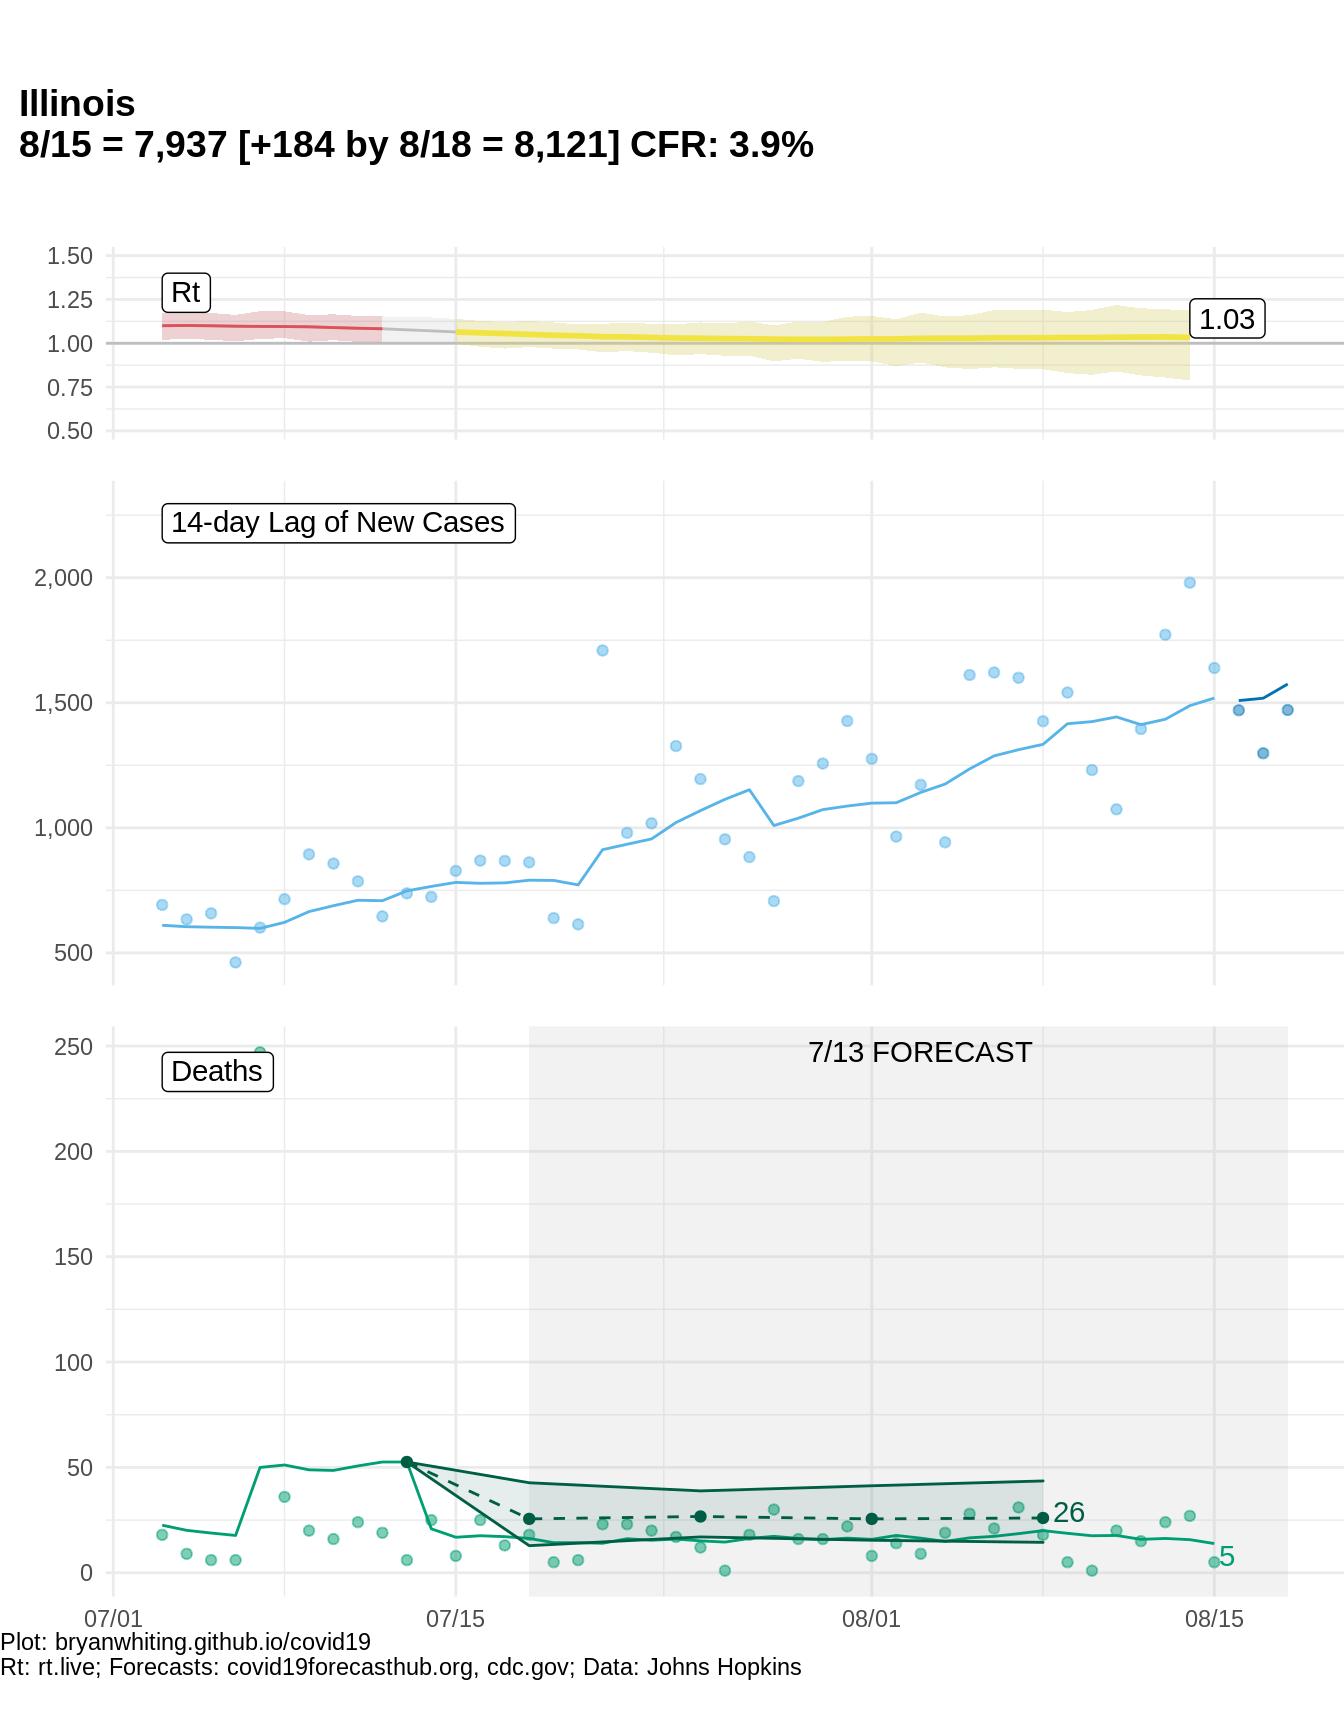 Illinois
8/15 = 7,937 [+184 by 8/18 = 8,121] CFR: 3.9%
1.50
Rt
1.25
1.03
1.00
0.75
0.50
14-day Lag of New Cases
2,000
1,500
1,000
500
250
7/13 FORECAST
Deaths
200
150
100
50
26
5
0
07/01 07/15 08/01 08/15
Plot: bryanwhiting.github.io/covid19
Rt: rt.live; Forecasts: covid19forecasthub.org, cdc.gov; Data: Johns Hopkins